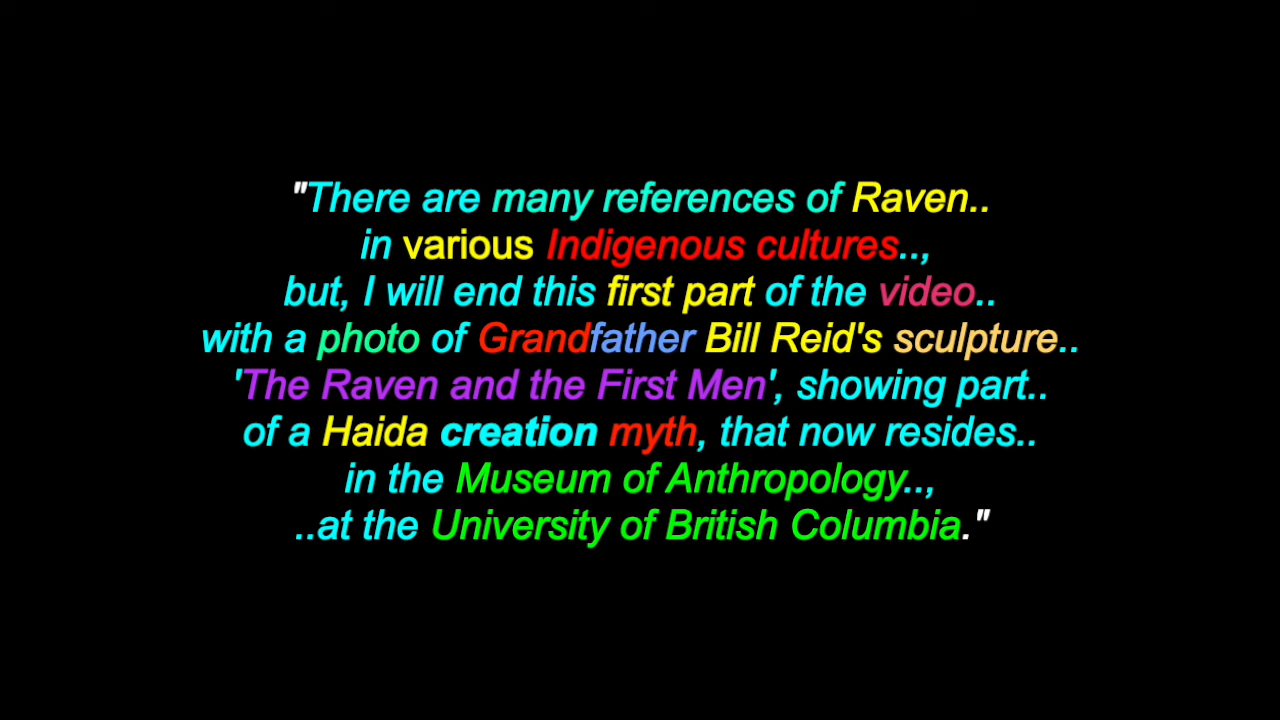 "There are many references of Raven..
in various Indigenous cultures..,
but, I will end this first part of the video..
with a photo of Grandfather Bill Reid's sculpture..
'The Raven and the First Men', showing part..
of a Haida creation myth, that now resides..
in the Museum of Anthropology..,
..at the University of British Columbia."